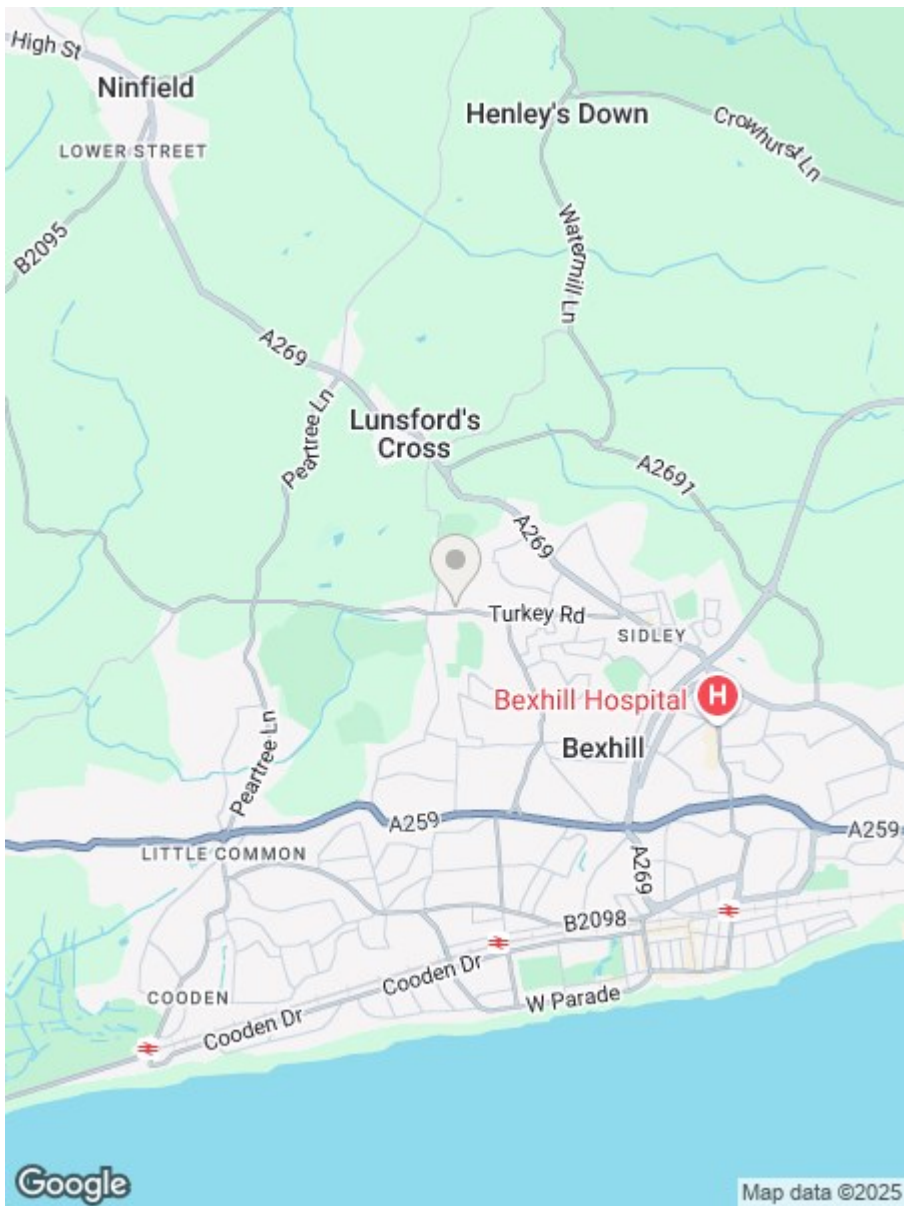 High St
Ninfield
Henley's Down
Crowhurst Ln
LOWER STREET
B2095
Watermill Ln
A269
Peartree Ln
Lunsford's
Cross
A2691
A269
Turkey Rd
SIDLEY
Bexhill Hospital
H
Bexhill
Peartree Ln
A259
A259
LITTLE COMMON
A269
B2098
Cooden Dr
COODEN
W Parade
Cooden Dr
Google
Map data ©2025